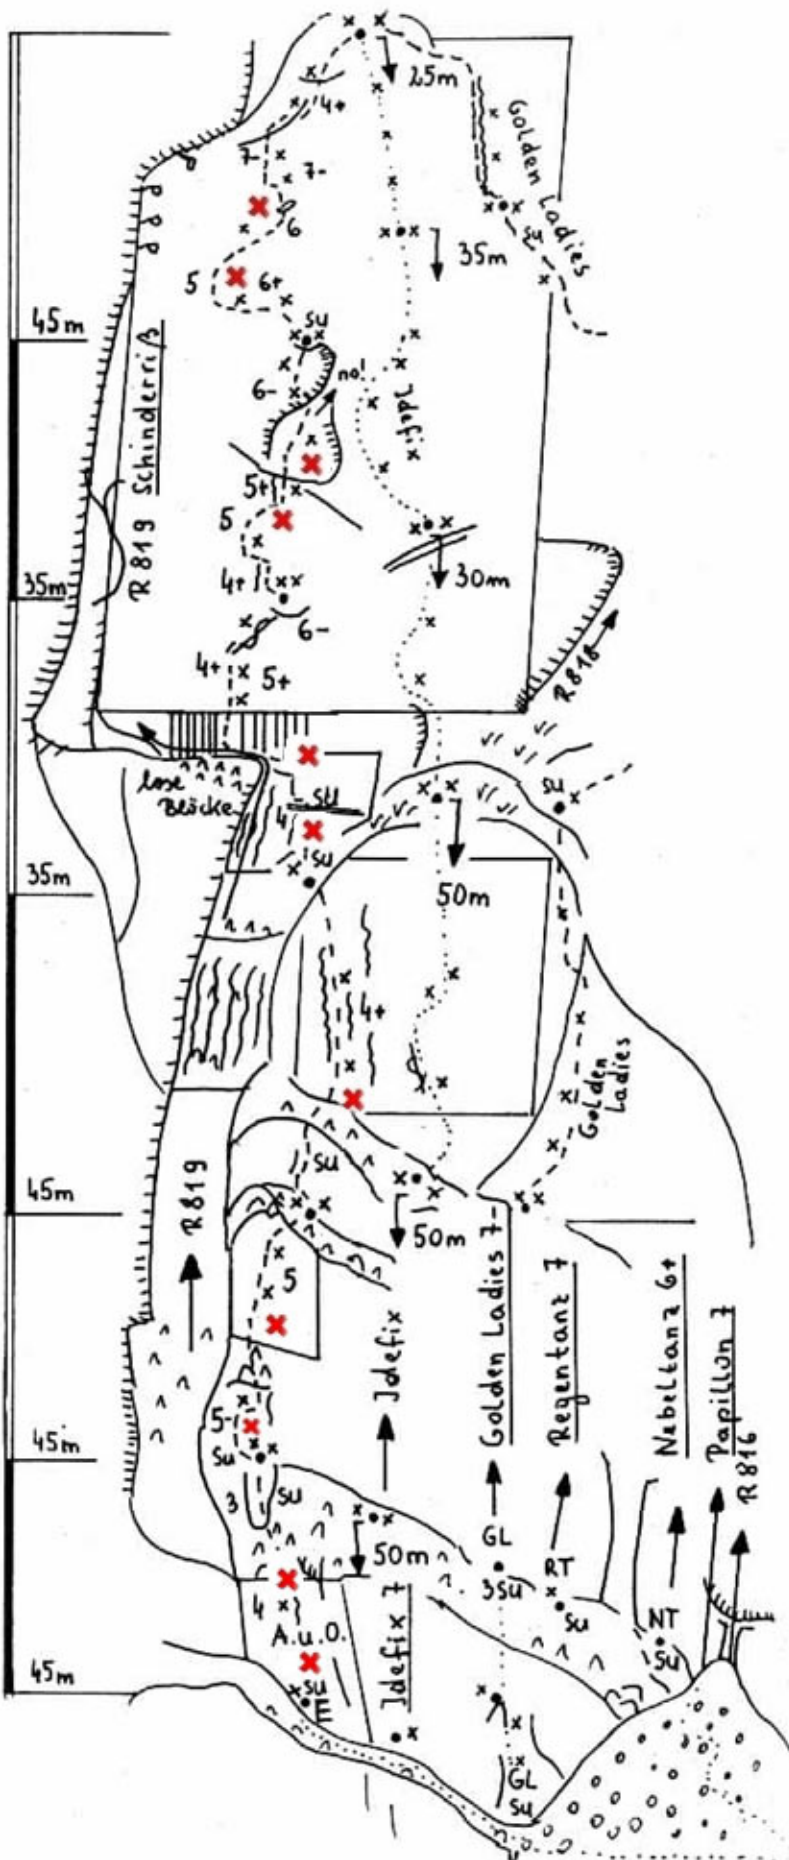 25m
4+
Golden Ladies
7-
7-
su
6
35m
5
6+
45m
su
R 819 Schinderriß
no!
6-
Idefix
5+
5
35m
4+
30m
6-
4+
5+
R 818
lose
Blöcke
su
su
4
su
35m
50m
4+
Golden
Ladies
su
R819
45m
50m
5
Idefix
Golden Ladies 7-
Regentanz 7
Nebeltanz 6+
Papillon 7
R 816
5-
45m
su
3
su
50m
GL
3su
RT
su
NT
su
4
A.u.O.
Idefix 7
45m
su
E
GL
su